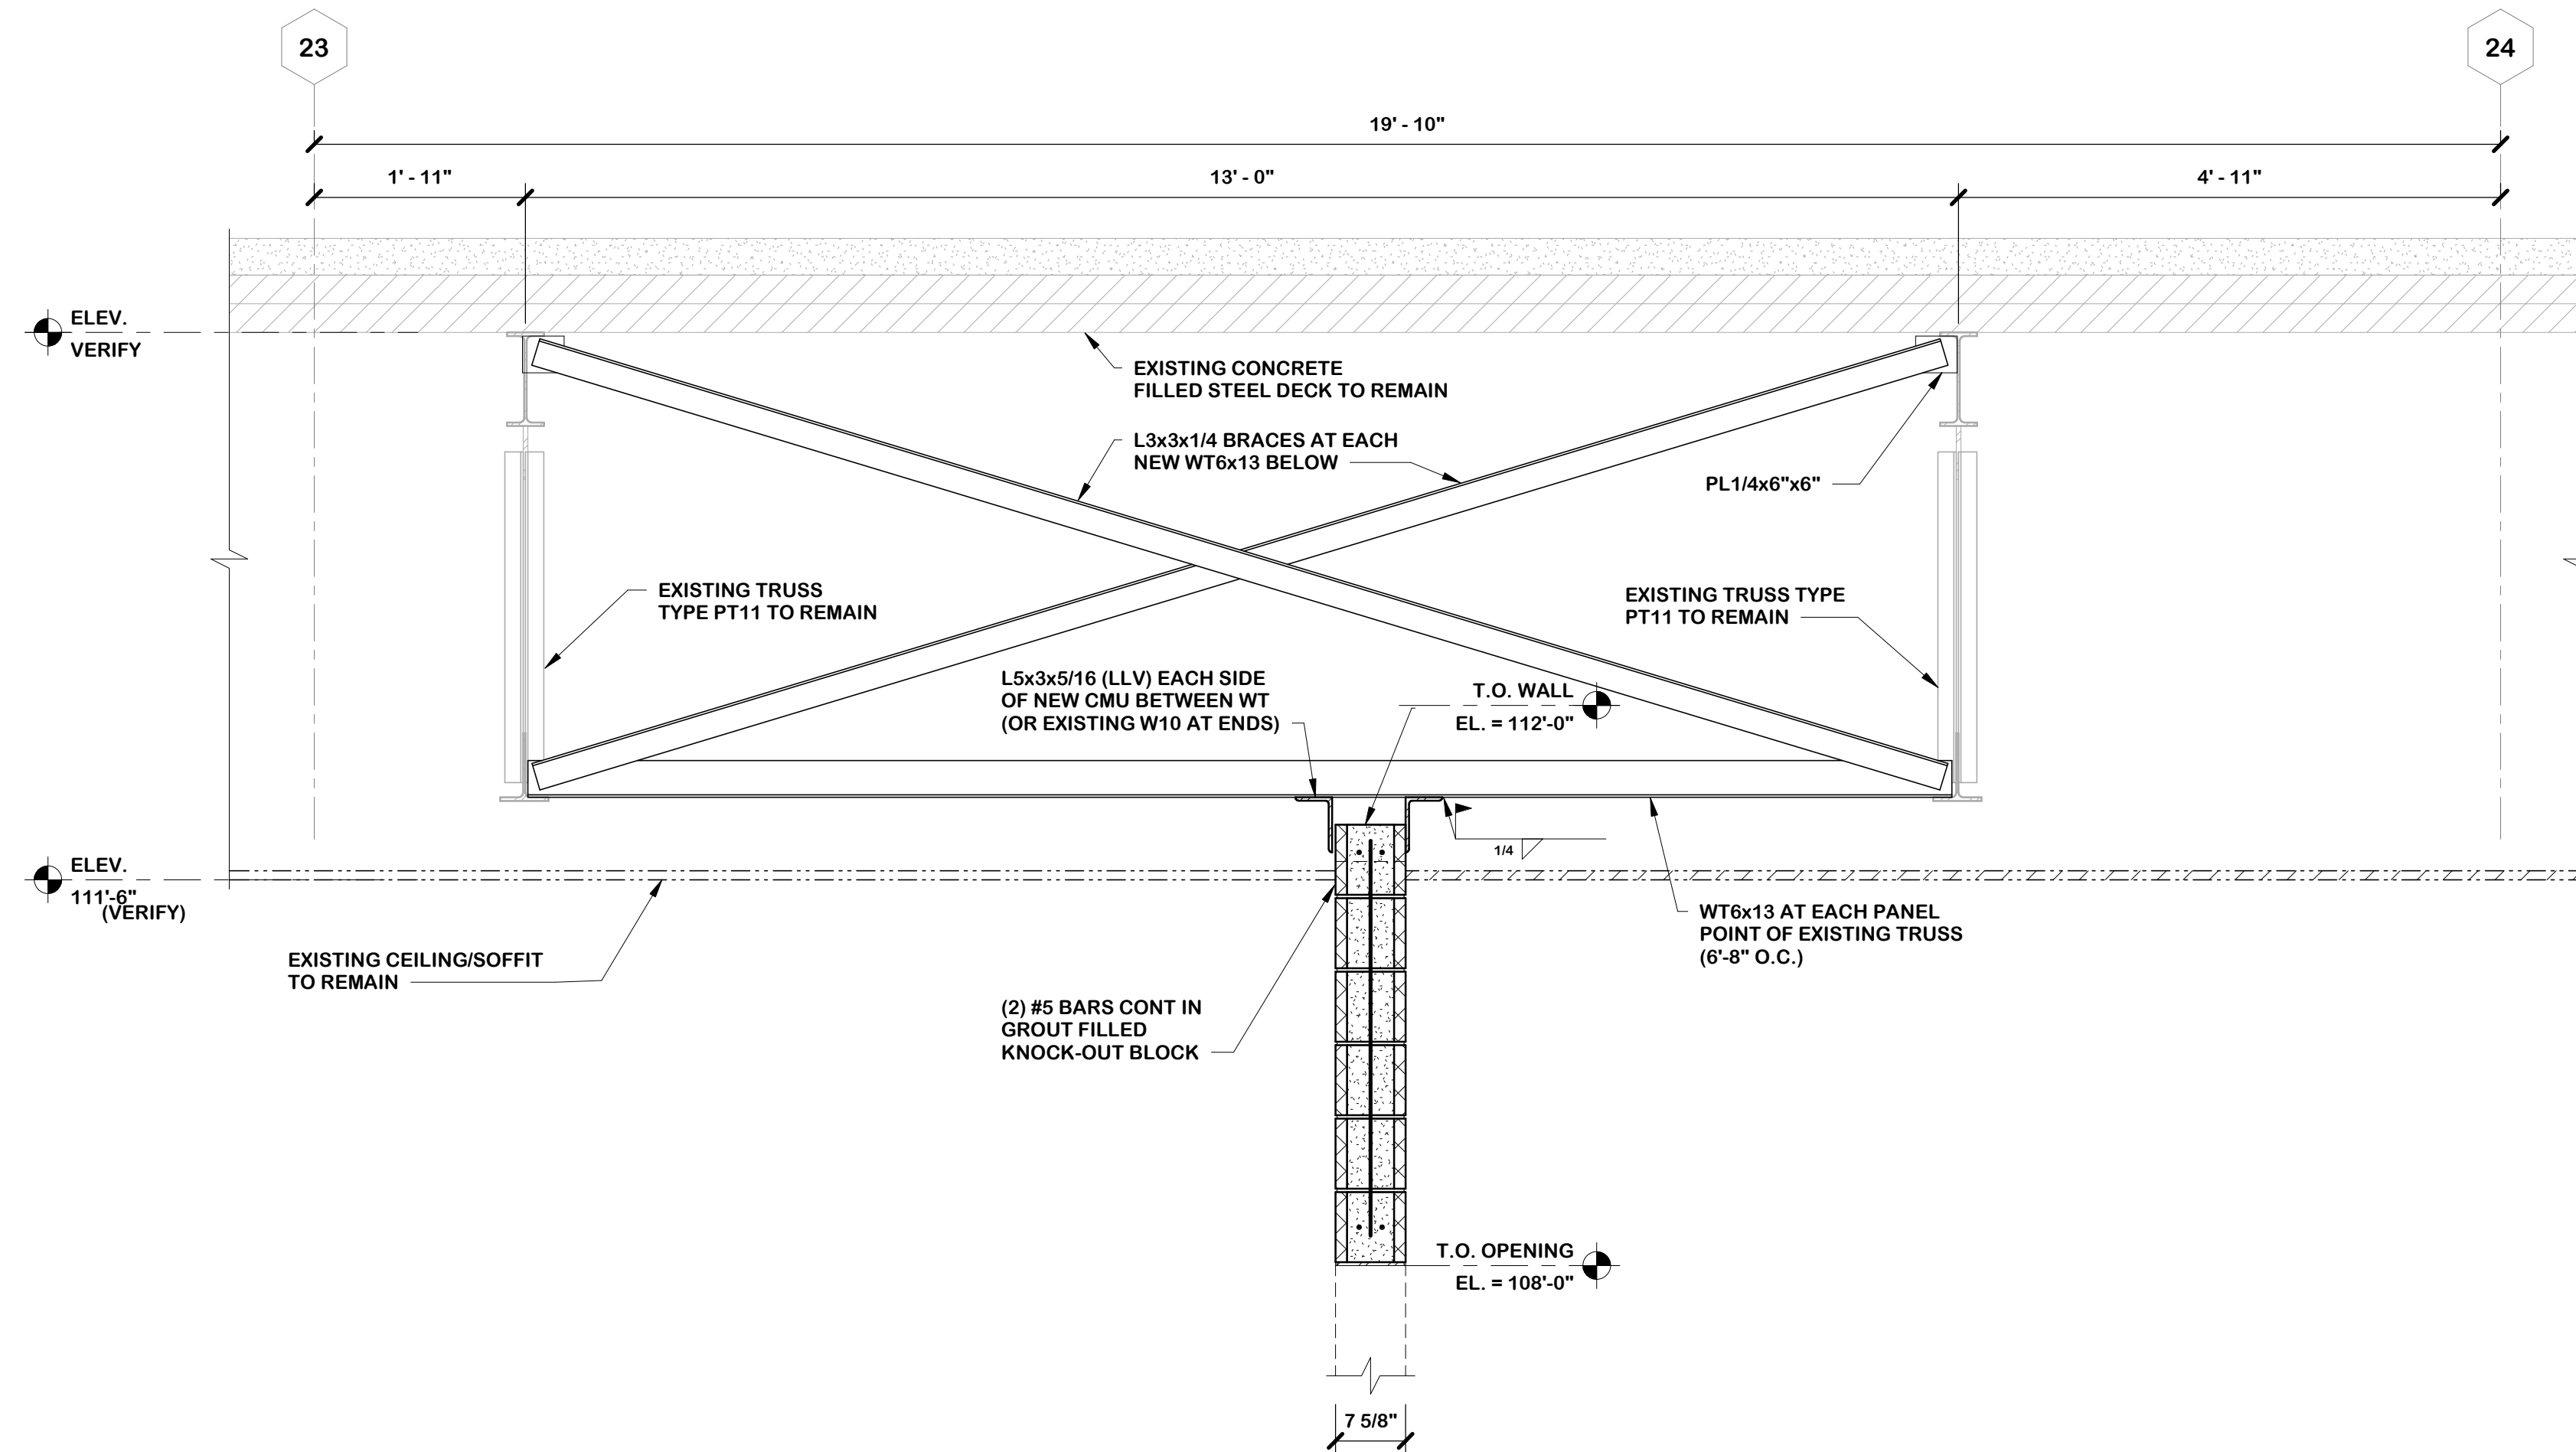 23
24
19' - 10"
1' - 11"
13' - 0"
4' - 11"
ELEV.
VERIFY
EXISTING CONCRETE
FILLED STEEL DECK TO REMAIN
L3x3x1/4 BRACES AT EACH
NEW WT6x13 BELOW
PL1/4x6"x6"
EXISTING TRUSS
TYPE PT11 TO REMAIN
EXISTING TRUSS TYPE
PT11 TO REMAIN
L5x3x5/16 (LLV) EACH SIDE
OF NEW CMU BETWEEN WT
(OR EXISTING W10 AT ENDS)
T.O. WALL
EL. = 112'-0"
1/4
ELEV.
111'-6"
(VERIFY)
WT6x13 AT EACH PANEL
POINT OF EXISTING TRUSS
(6'-8" O.C.)
EXISTING CEILING/SOFFIT
TO REMAIN
(2) #5 BARS CONT IN
GROUT FILLED
KNOCK-OUT BLOCK
T.O. OPENING
EL. = 108'-0"
7 5/8"